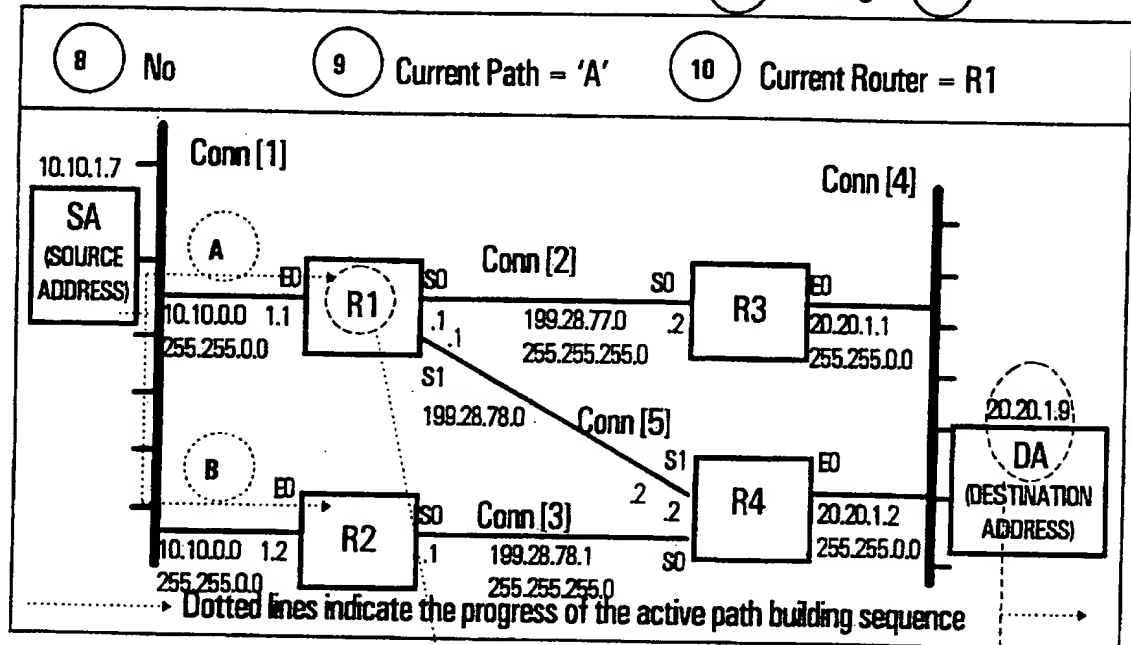 8 No 9 Current Path = 'A' 10 Current Router = R1
10.10.1.7
Conn [1]
Conn [4]
SA
(SOURCE
ADDRESS)
A
E0
R1
S0
Conn [2]
S0
R3
E0
10.10.0.0 1.1
255.255.0.0
.1
.1
199.28.77.0
255.255.255.0
.2
20.20.1.1
255.255.0.0
S1
199.28.78.0
Conn [5]
20.20.1.9
DA
(DESTINATION
ADDRESS)
B
E0
R2
S0
Conn [3]
S1
.2
.2
S0
R4
E0
10.10.0.0 1.2
255.255.0.0
.1
199.28.78.1
255.255.255.0
20.20.1.2
255.255.0.0
Dotted lines indicate the progress of the active path building sequence